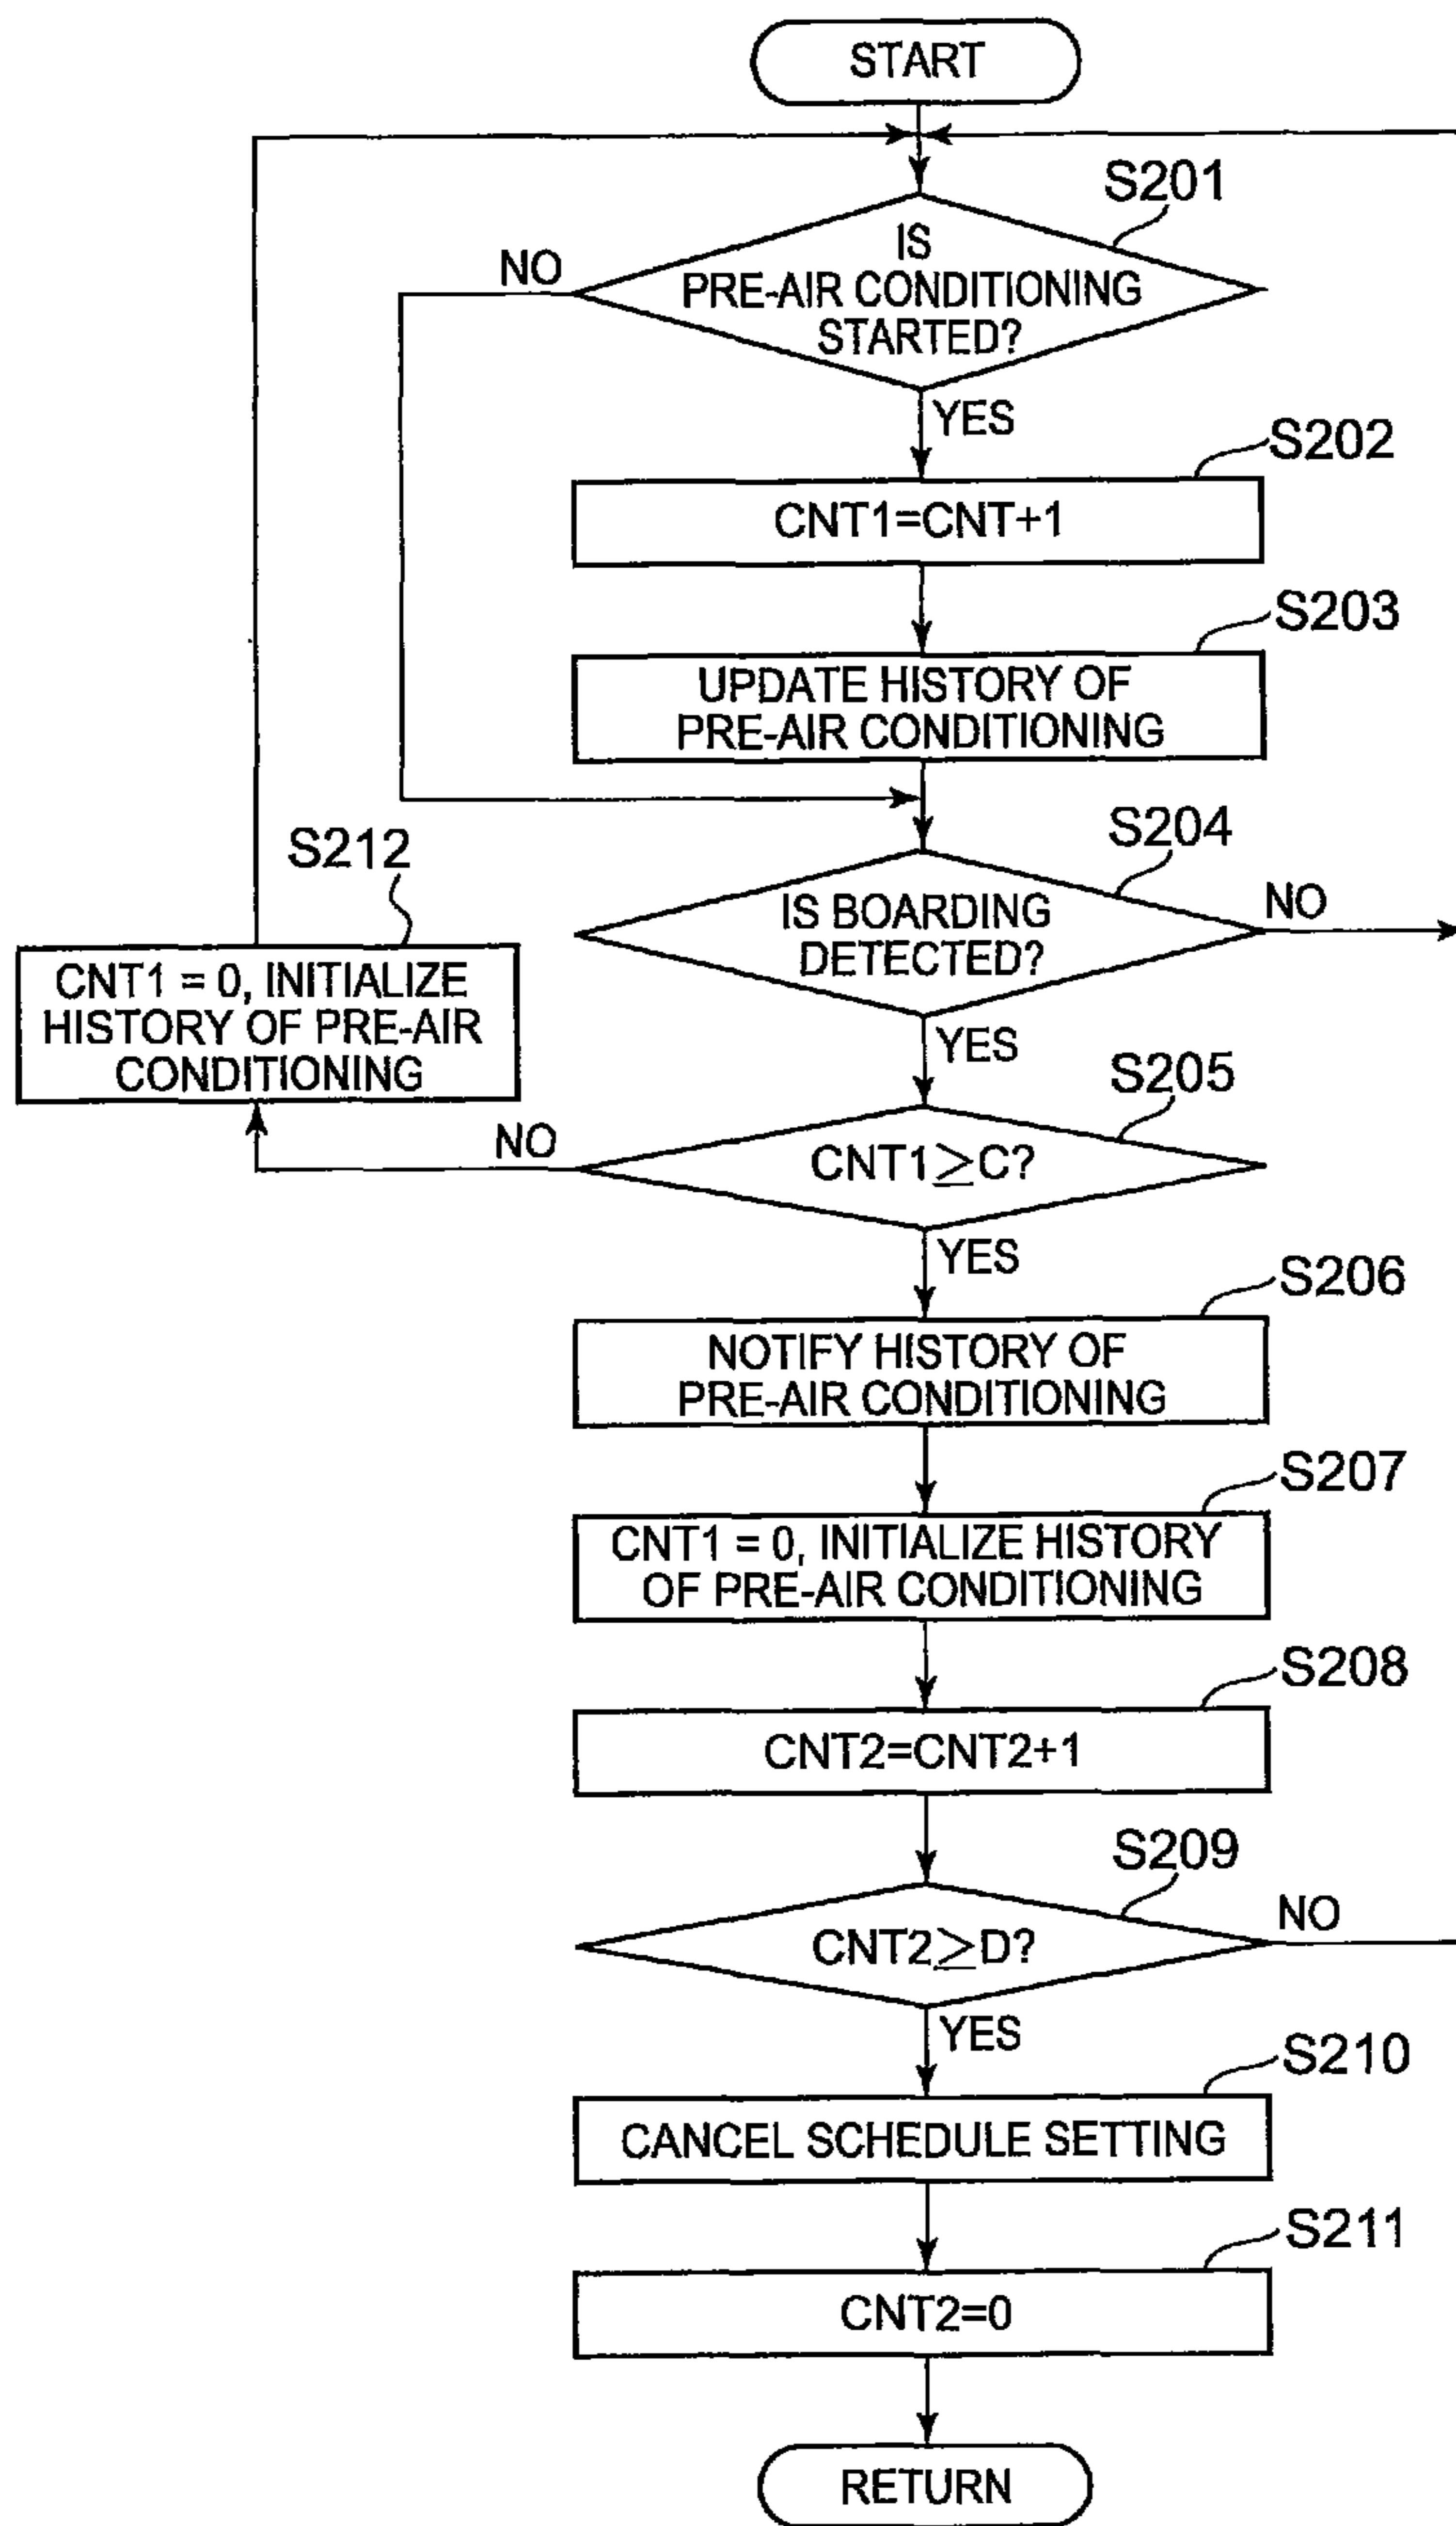 START
S201
NO
IS
PRE-AIR CONDITIONING
STARTED?
YES
S202
CNT1=CNT+1
S203
UPDATE HISTORY OF
PRE-AIR CONDITIONING
S204
IS BOARDING
DETECTED?
NO
S212
CNT1 = 0, INITIALIZE
HISTORY OF PRE-AIR
CONDITIONING
YES
S205
NO
CNT1≥C?
YES
S206
NOTIFY HISTORY OF
PRE-AIR CONDITIONING
S207
CNT1 = 0, INITIALIZE HISTORY
OF PRE-AIR CONDITIONING
S208
CNT2=CNT2+1
S209
CNT2≥D?
NO
YES
S210
CANCEL SCHEDULE SETTING
S211
CNT2=0
RETURN